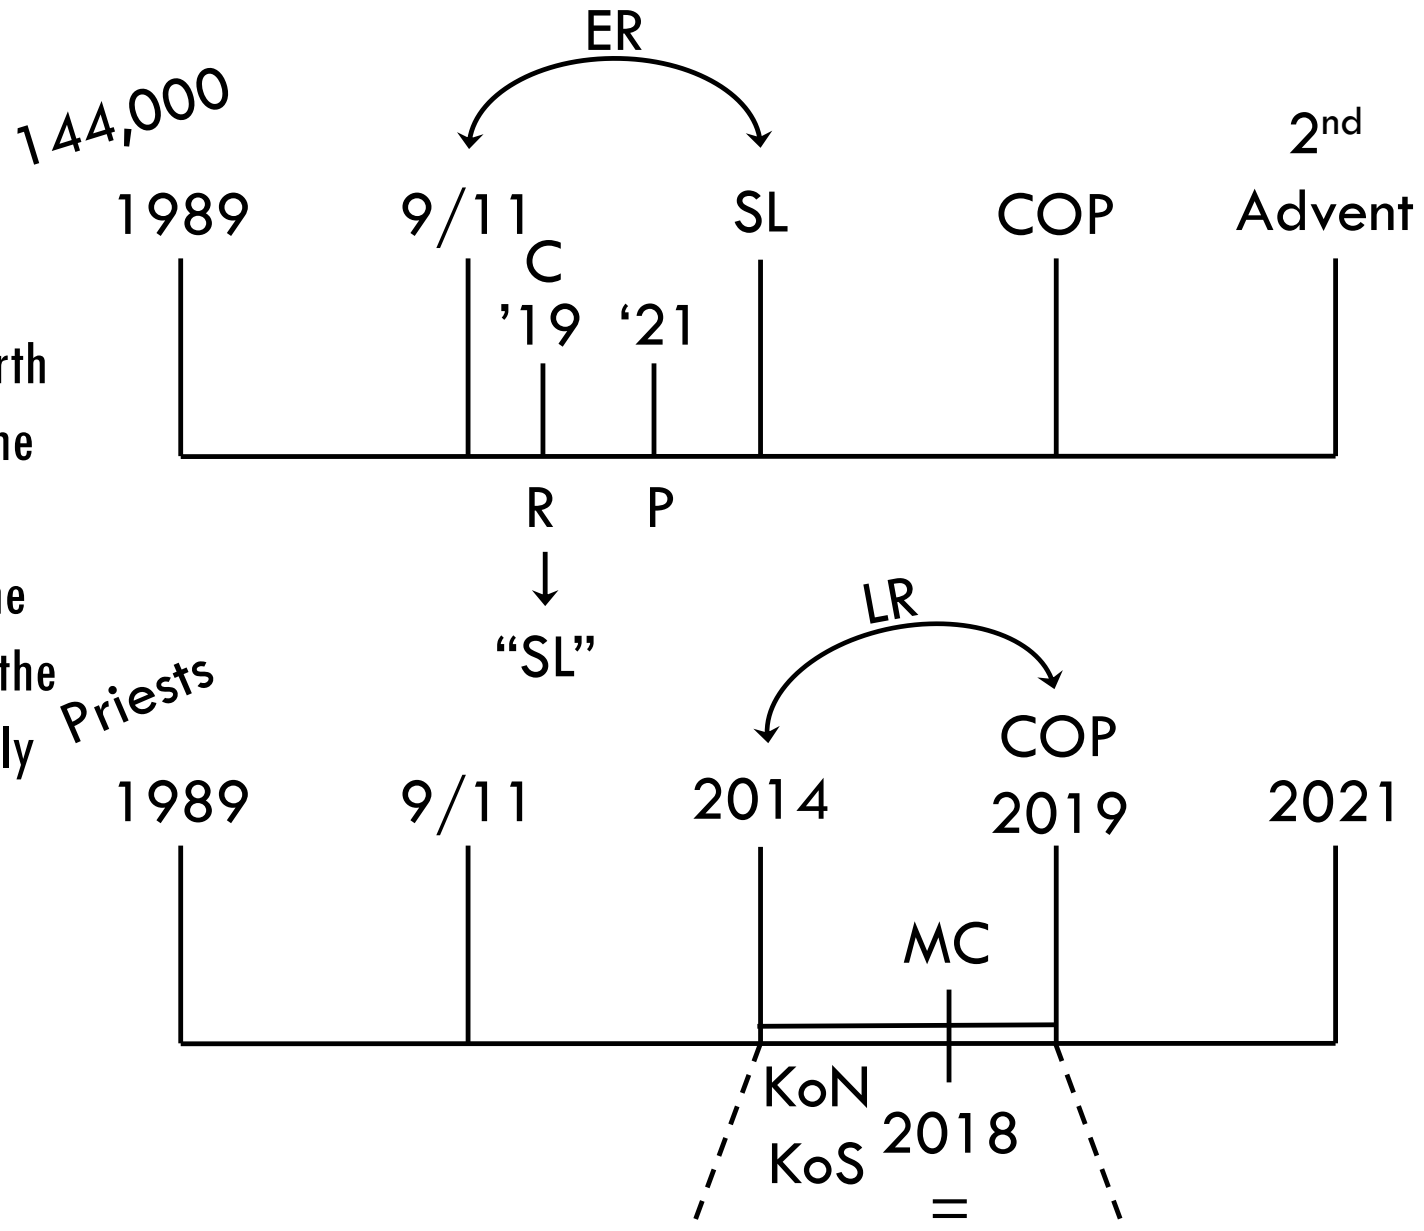 ER
144,000
2nd
1989 9/11 SL COP Advent
C
’19 ‘21
rth
ne
R P
ne
LR
“SL”
the
Priests
ly
COP
1989 9/11 2014 2019 2021
MC
KoN
2018
KoS
=